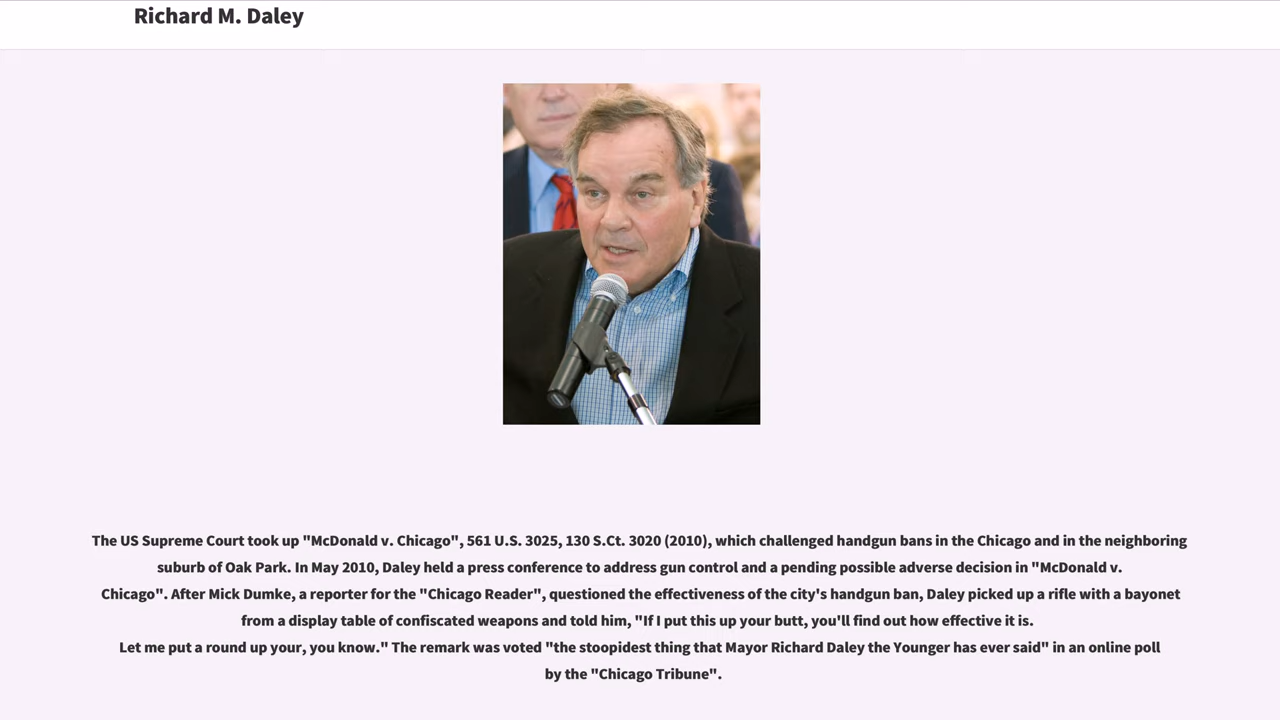 Richard M. Daley
The US Supreme Court took up "McDonald v. Chicago", 561 U.S. 3025, 130 S.Ct. 3020 (2010), which challenged handgun bans in the Chicago and in the neighboring
suburb of Oak Park. In May 2010, Daley held a press conference to address gun control and a pending possible adverse decision in "McDonald v.
Chicago". After Mick Dumke, a reporter for the "Chicago Reader", questioned the effectiveness of the city's handgun ban, Daley picked up a rifle with a bayonet
from a display table of confiscated weapons and told him, "If I put this up your butt, you'll find out how effective it is.
Let me put a round up your, you know." The remark was voted "the stoopidest thing that Mayor Richard Daley the Younger has ever said" in an online poll
by the "Chicago Tribune".